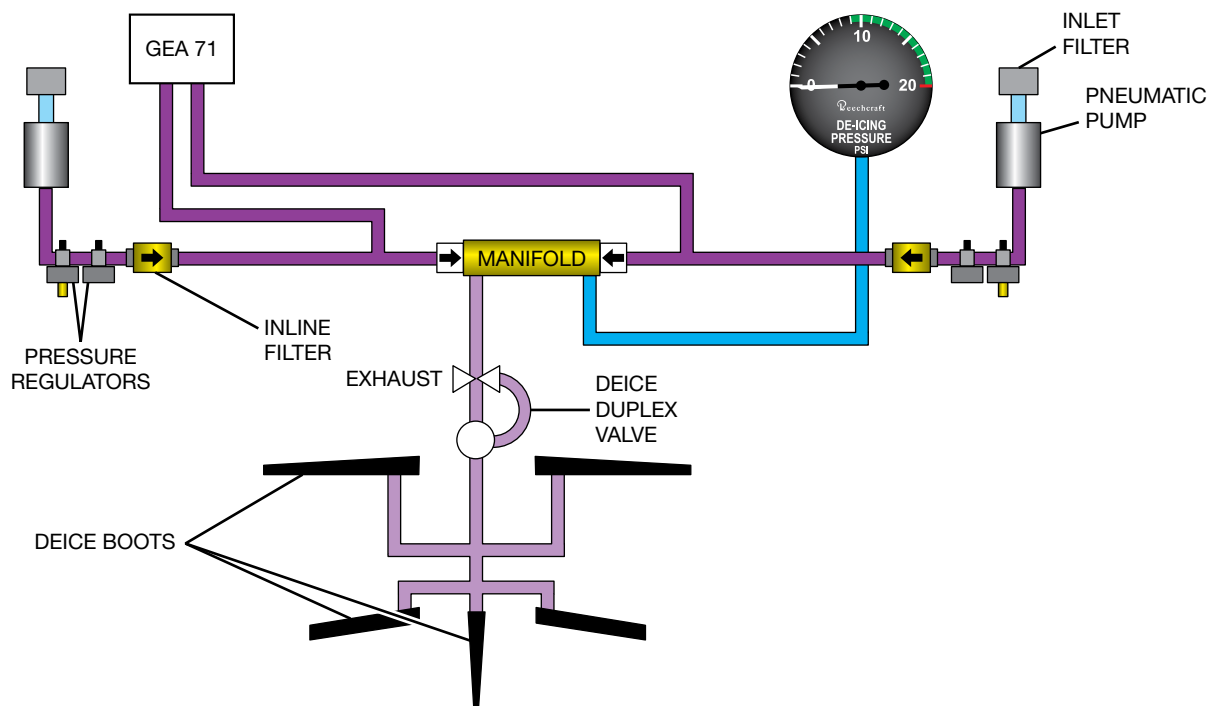 GEA 71
INLET
FILTER
PNEUMATIC
PUMP
10
0
20
Beechcraft
DE-ICING
PRESSURE
PSI
MANIFOLD
INLINE
FILTER
PRESSURE
REGULATORS
EXHAUST
DEICE
DUPLEX
VALVE
DEICE BOOTS